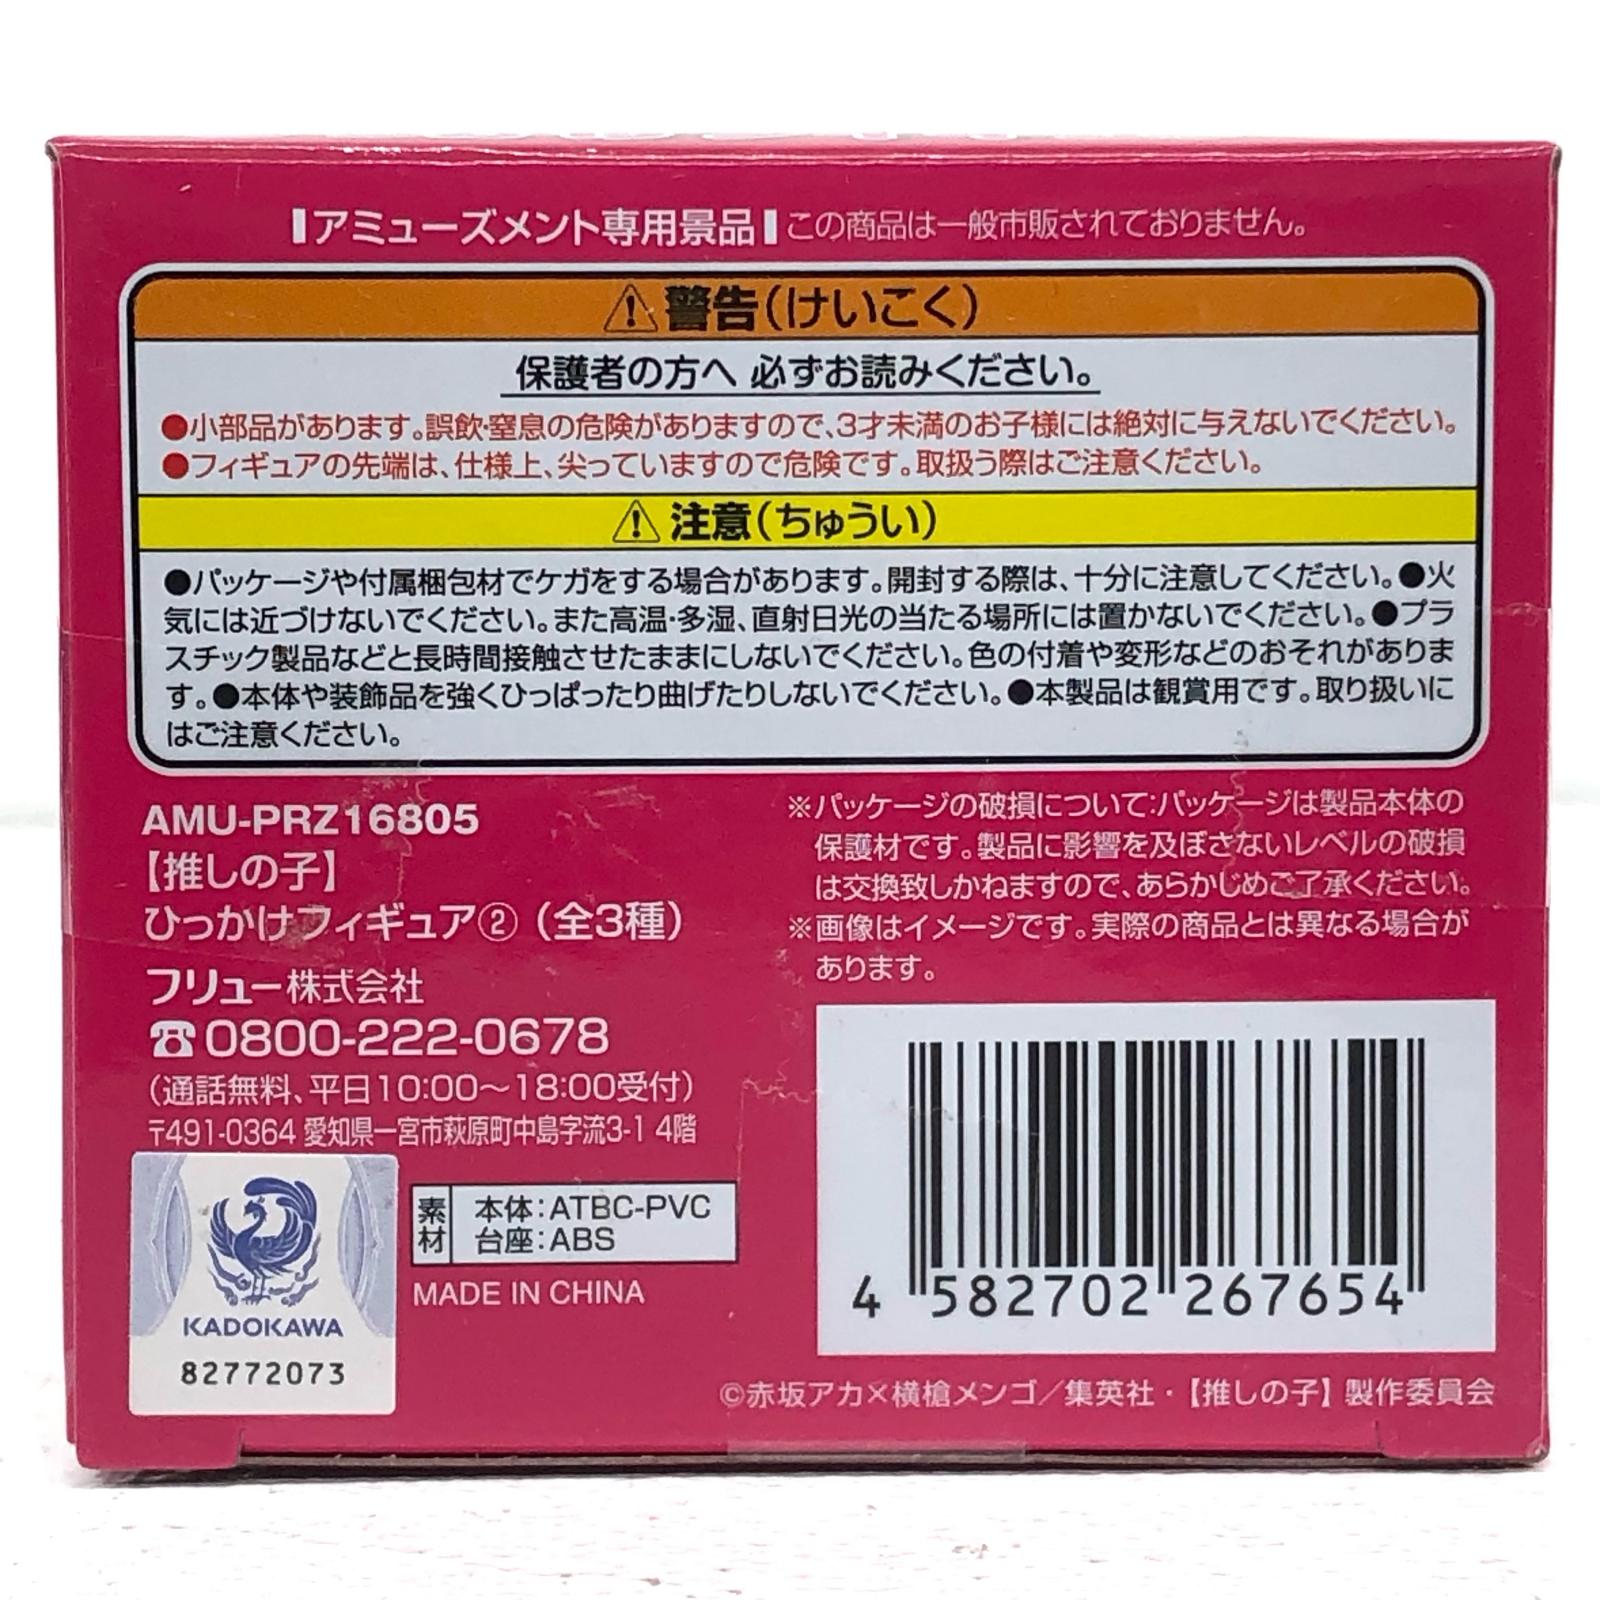 アミューズメント専用景品 この商品は一般市販されておりません。
⚠警告(けいこく)
保護者の方へ 必ずお読みください。
●小部品があります。誤飲・窒息の危険がありますので、3才未満のお子様には絶対に与えないでください。
●フィギュアの先端は、仕様上、尖っていますので危険です。取扱う際はご注意ください。
⚠注意(ちゅうい)
●パッケージや付属梱包材でケガをする場合があります。開封する際は、十分に注意してください。●火
気には近づけないでください。また高温・多湿、直射日光の当たる場所には置かないでください。●プラ
スチック製品などと長時間接触させたままにしないでください。色の付着や変形などのおそれがありま
す。●本体や装飾品を強くひっぱったり曲げたりしないでください。●本製品は観賞用です。取り扱いに
はご注意ください。
AMU-PRZ16805
【推しの子】
ひっかけフィギュア②(全3種)
フリュー株式会社
☎0800-222-0678
(通話無料、平日10:00〜18:00受付)
〒491-0364 愛知県一宮市萩原町中島字流3-1 4階
※パッケージの破損について:パッケージは製品本体の
保護材です。製品に影響を及ぼさないレベルの破損
は交換致しかねますので、あらかじめご了承ください。
※画像はイメージです。実際の商品とは異なる場合が
あります。
KADOKAWA
82772073
素材
本体:ATBC-PVC
台座:ABS
MADE IN CHINA
4 582702 267654
©赤坂アカ×横槍メンゴ/集英社・【推しの子】製作委員会